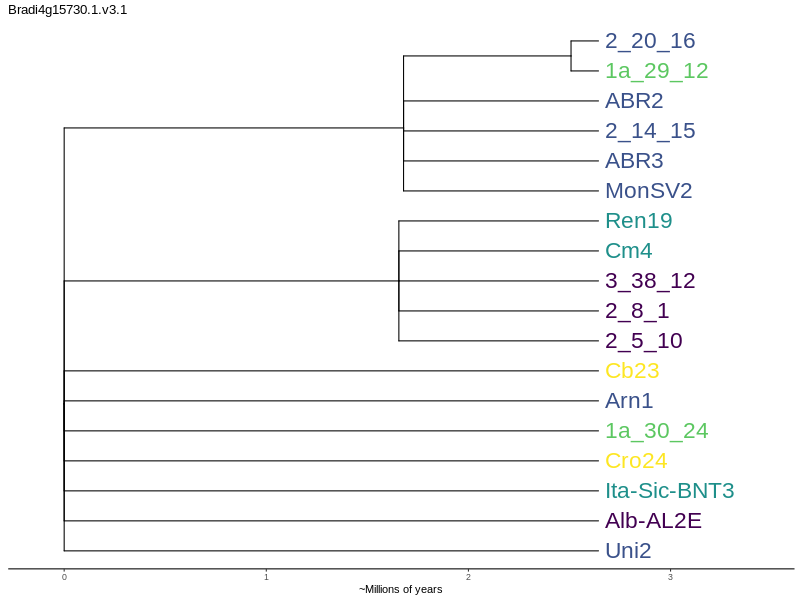 Bradi4g15730.1.v3.1
2_20_16
1a_29_12
ABR2
2_14_15
ABR3
MonSV2
Ren19
Cm4
3_38_12
2_8_1
2_5_10
Cb23
Arn1
1a_30_24
Cro24
Ita-Sic-BNT3
Alb-AL2E
Uni2
0 1 2 3
~Millions of years